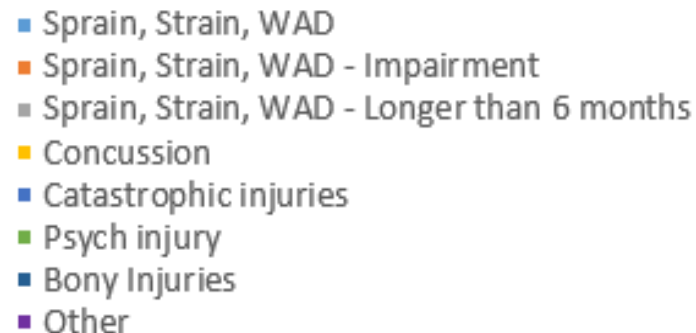 Sprain, Strain, WAD
Sprain, Strain, WAD - Impairment
Sprain, Strain, WAD - Longer than 6 months
Concussion
Catastrophic injuries
Psych injury
Bony Injuries
Other